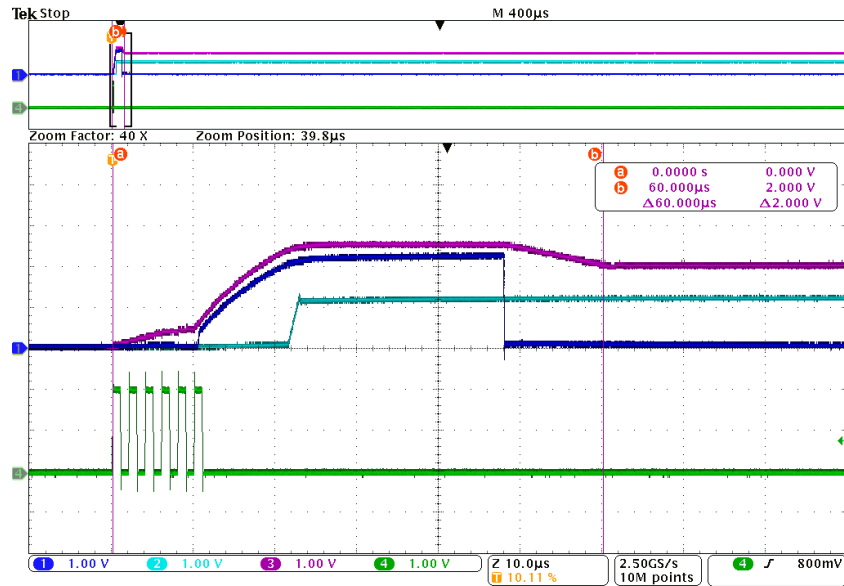 Tek Stop M 400µs
b
1
4
Zoom Factor: 40 X Zoom Position: 39.8µs
T a b
a 0.0000 s 0.000 V
b 60.000µs 2.000 V
Δ60.000µs Δ2.000 V
1
4
1 1.00 V 2 1.00 V 3 1.00 V 4 1.00 V Z 10.0µs 2.50GS/s 4 800mV
T 10.11 % 10M points